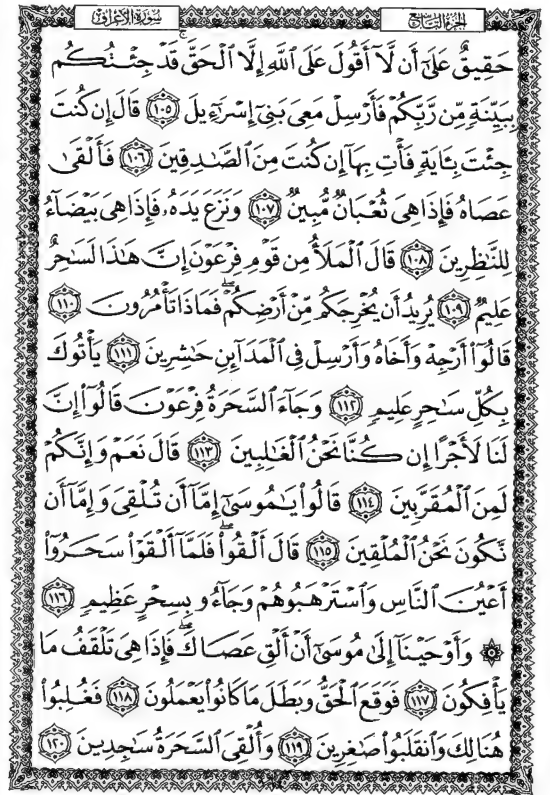 الجزء التاسع سورة الأعراف
حَقِيقٌ عَلَىٰٓ أَن لَّآ أَقُولَ عَلَى ٱللَّهِ إِلَّا ٱلْحَقَّ قَدْ جِئْتُكُم
بِبَيِّنَةٍ مِّن رَّبِّكُمْ فَأَرْسِلْ مَعِىَ بَنِىٓ إِسْرَٰٓءِيلَ ١٠٥ قَالَ إِن كُنتَ
جِئْتَ بِـَٔايَةٍ فَأْتِ بِهَآ إِن كُنتَ مِنَ ٱلصَّـٰدِقِينَ ١٠٦ فَأَلْقَىٰ
عَصَاهُ فَإِذَا هِىَ ثُعْبَانٌ مُّبِينٌ ١٠٧ وَنَزَعَ يَدَهُۥ فَإِذَا هِىَ بَيْضَآءُ
لِلنَّـٰظِرِينَ ١٠٨ قَالَ ٱلْمَلَأُ مِن قَوْمِ فِرْعَوْنَ إِنَّ هَـٰذَا لَسَـٰحِرٌ
عَلِيمٌ ١٠٩ يُرِيدُ أَن يُخْرِجَكُم مِّنْ أَرْضِكُمْ ۖ فَمَاذَا تَأْمُرُونَ ١١٠
قَالُوٓا۟ أَرْجِهْ وَأَخَاهُ وَأَرْسِلْ فِى ٱلْمَدَآئِنِ حَـٰشِرِينَ ١١١ يَأْتُوكَ
بِكُلِّ سَـٰحِرٍ عَلِيمٍ ١١٢ وَجَآءَ ٱلسَّحَرَةُ فِرْعَوْنَ قَالُوٓا۟ إِنَّ
لَنَا لَأَجْرًا إِن كُنَّا نَحْنُ ٱلْغَـٰلِبِينَ ١١٣ قَالَ نَعَمْ وَإِنَّكُمْ
لَمِنَ ٱلْمُقَرَّبِينَ ١١٤ قَالُوا۟ يَـٰمُوسَىٰٓ إِمَّآ أَن تُلْقِىَ وَإِمَّآ أَن
نَّكُونَ نَحْنُ ٱلْمُلْقِينَ ١١٥ قَالَ أَلْقُوا۟ ۖ فَلَمَّآ أَلْقَوْا۟ سَحَرُوٓا۟
أَعْيُنَ ٱلنَّاسِ وَٱسْتَرْهَبُوهُمْ وَجَآءُو بِسِحْرٍ عَظِيمٍ ١١٦
۞ وَأَوْحَيْنَآ إِلَىٰ مُوسَىٰٓ أَنْ أَلْقِ عَصَاكَ ۖ فَإِذَا هِىَ تَلْقَفُ مَا
يَأْفِكُونَ ١١٧ فَوَقَعَ ٱلْحَقُّ وَبَطَلَ مَا كَانُوا۟ يَعْمَلُونَ ١١٨ فَغُلِبُوا۟
هُنَالِكَ وَٱنقَلَبُوا۟ صَـٰغِرِينَ ١١٩ وَأُلْقِىَ ٱلسَّحَرَةُ سَـٰجِدِينَ ١٢٠